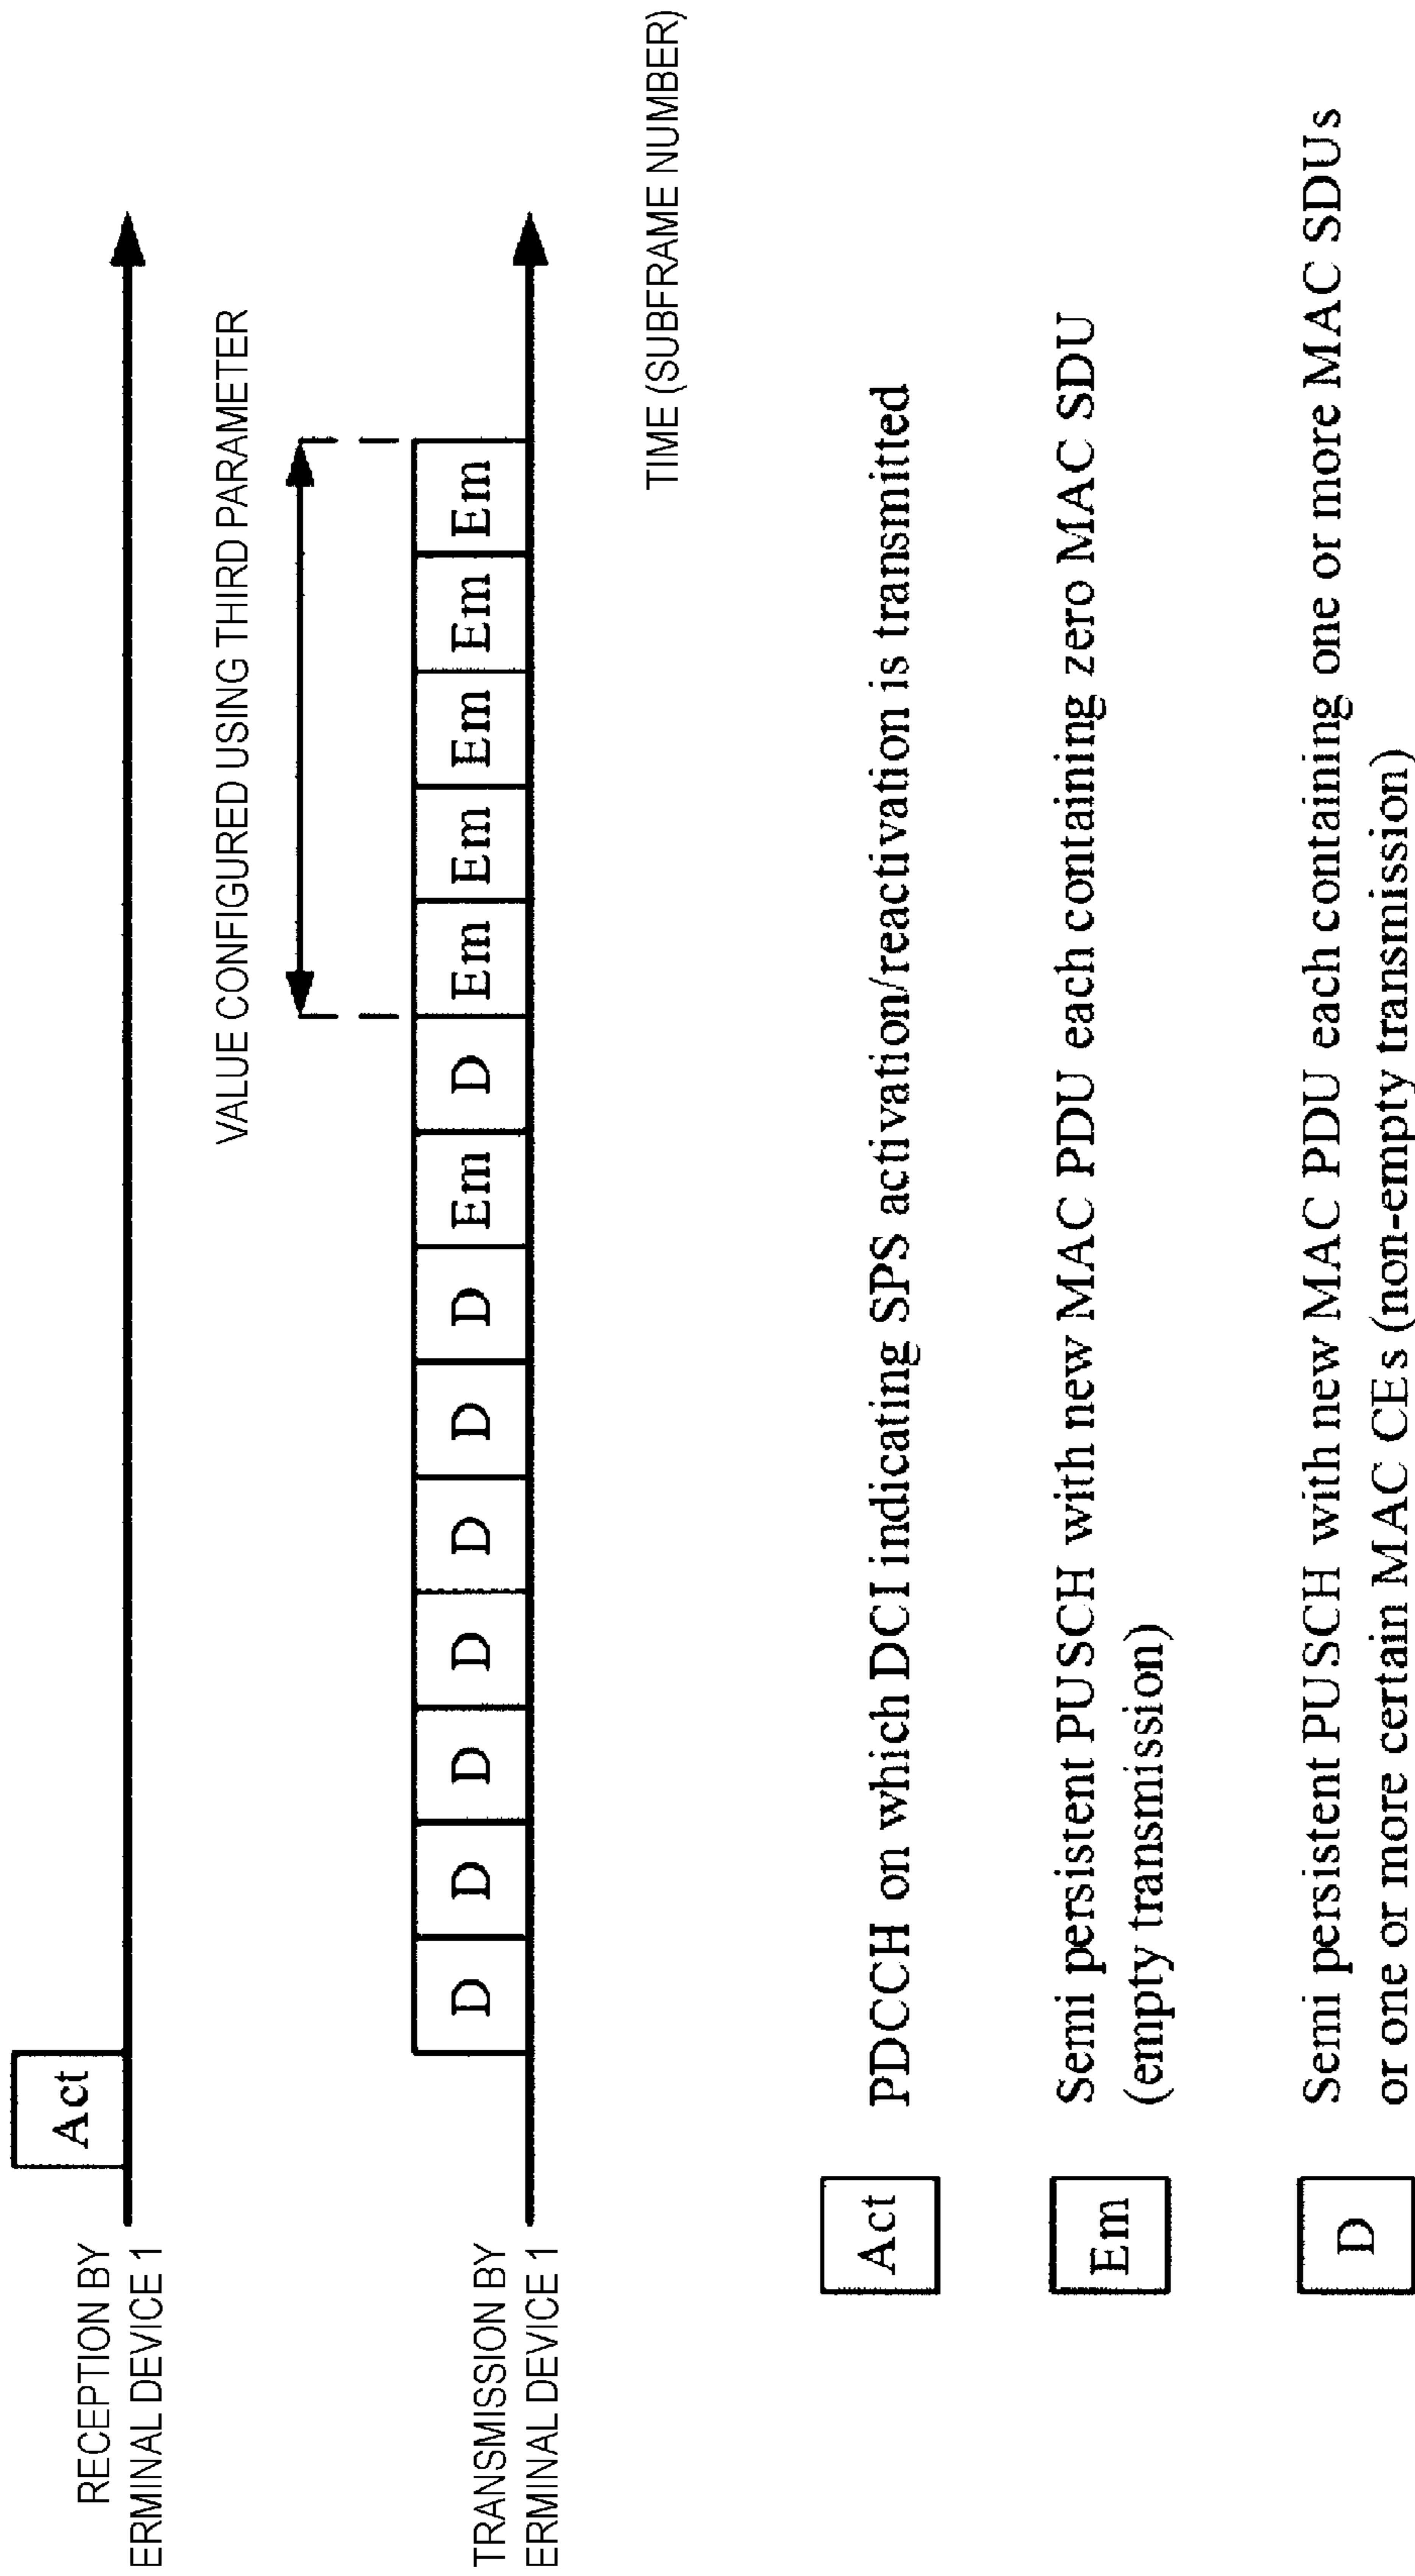 RECEPTION BY
ERMINAL DEVICE 1
Act
VALUE CONFIGURED USING THIRD PARAMETER
TRANSMISSION BY
ERMINAL DEVICE 1
D D D D D D D Em D Em Em Em Em Em
TIME (SUBFRAME NUMBER)
Act PDCCH on which DCI indicating SPS activation/reactivation is transmitted
Em Semi persistent PUSCH with new MAC PDU each containing zero MAC SDU
(empty transmission)
D Semi persistent PUSCH with new MAC PDU each containing one or more MAC SDUs
or one or more certain MAC CEs (non-empty transmission)